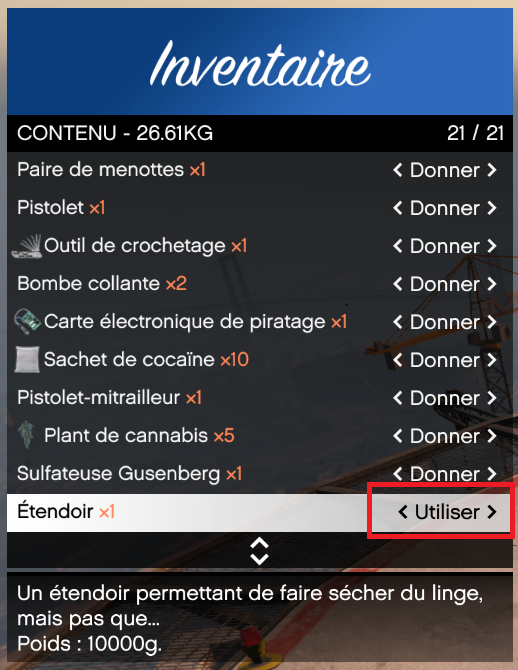 Inventaire
CONTENU - 26.61KG 21 / 21
Paire de menottes x1 < Donner >
Pistolet x1 < Donner >
Outil de crochetage x1 < Donner >
Bombe collante x2 < Donner >
Carte électronique de piratage x1 < Donner >
Sachet de cocaïne x10 < Donner >
Pistolet-mitrailleur x1 < Donner >
Plant de cannabis x5 < Donner >
Sulfateuse Gusenberg x1 < Donner >
Étendoir x1 < Utiliser >
Un étendoir permettant de faire sécher du linge,
mais pas que...
Poids : 10000g.